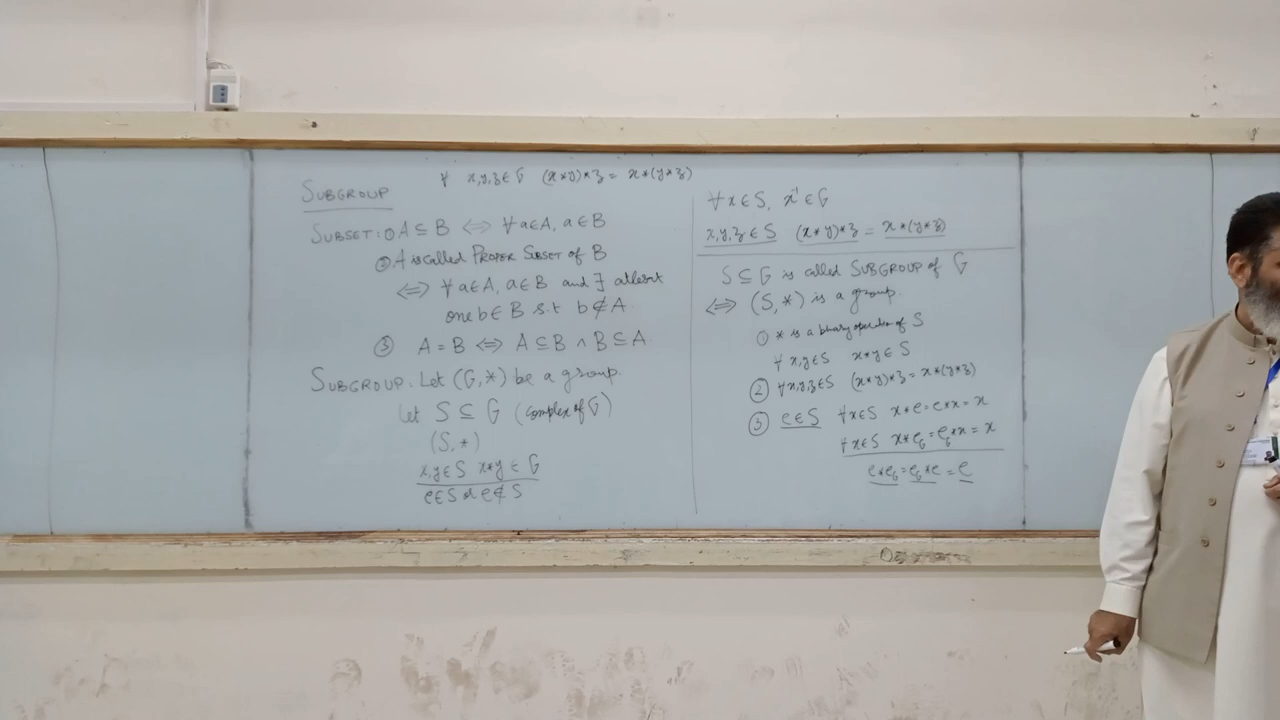 SUBGROUP
∀ x,y,z ∈ G (x*y)*z = x*(y*z)
SUBSET: ① A ⊆ B ⟺ ∀ a∈A, a∈B
② A is called PROPER SUBSET of B
⟺ ∀ a∈A, a∈B and ∃ atleast
one b∈B s.t b∉A
③ A = B ⟺ A ⊆ B ∧ B ⊆ A
SUBGROUP. Let (G,*) be a group.
Let S ⊆ G (complex of G)
(S,*)
x,y∈S x*y ∈ G
e∈S or e∉S
∀ x∈S, x⁻¹∈G
x,y,z ∈ S (x*y)*z = x*(y*z)
S ⊆ G is called SUBGROUP of G
⟺ (S,*) is a group.
① * is a binary operation of S
∀ x,y∈S x*y ∈ S
② ∀ x,y,z∈S (x*y)*z = x*(y*z)
③ e∈S ∀x∈S x*e = e*x = x
∀x∈S x*e_G = e_G*x = x
e*e_G = e_G*e = e